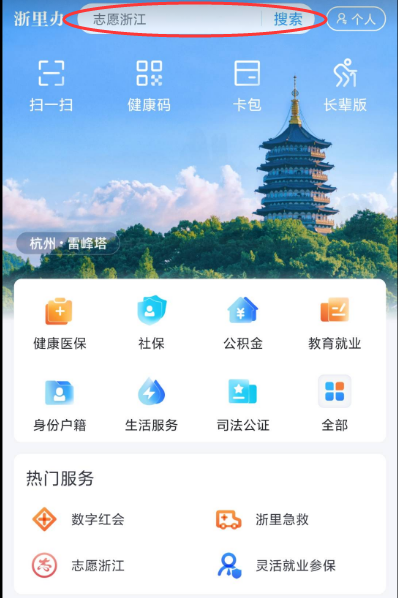 浙里办 志愿浙江 搜索 个人
扫一扫 健康码 卡包 长辈版
杭州·雷峰塔
健康医保 社保 公积金 教育就业
身份户籍 生活服务 司法公证 全部
热门服务
数字红会 浙里急救
志愿浙江 灵活就业参保